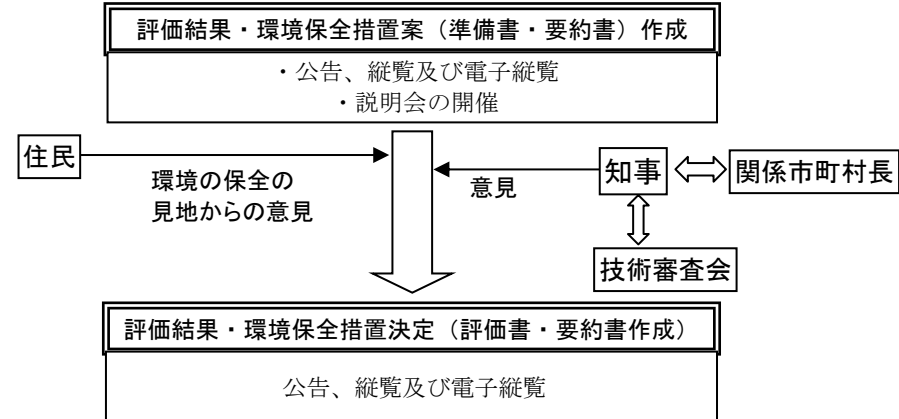 評価結果・環境保全措置案（準備書・要約書）作成
・公告、縦覧及び電子縦覧
・説明会の開催
住民
環境の保全の
見地からの意見
意見
知事
関係市町村長
技術審査会
評価結果・環境保全措置決定（評価書・要約書作成）
公告、縦覧及び電子縦覧